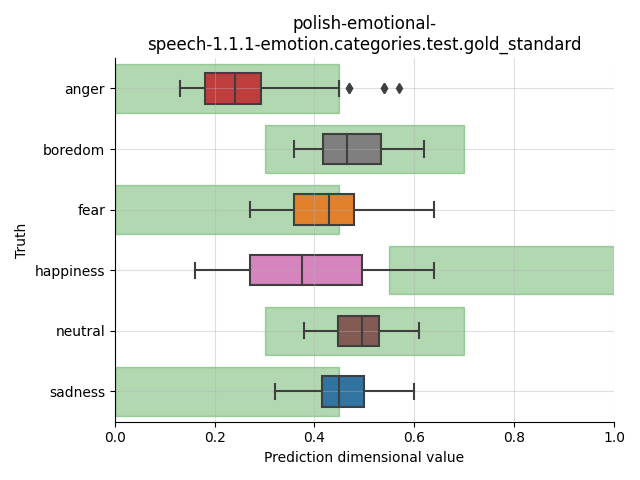 polish-emotional-
speech-1.1.1-emotion.categories.test.gold_standard
anger
boredom
fear
happiness
neutral
sadness
Truth
0.0 0.2 0.4 0.6 0.8 1.0
Prediction dimensional value